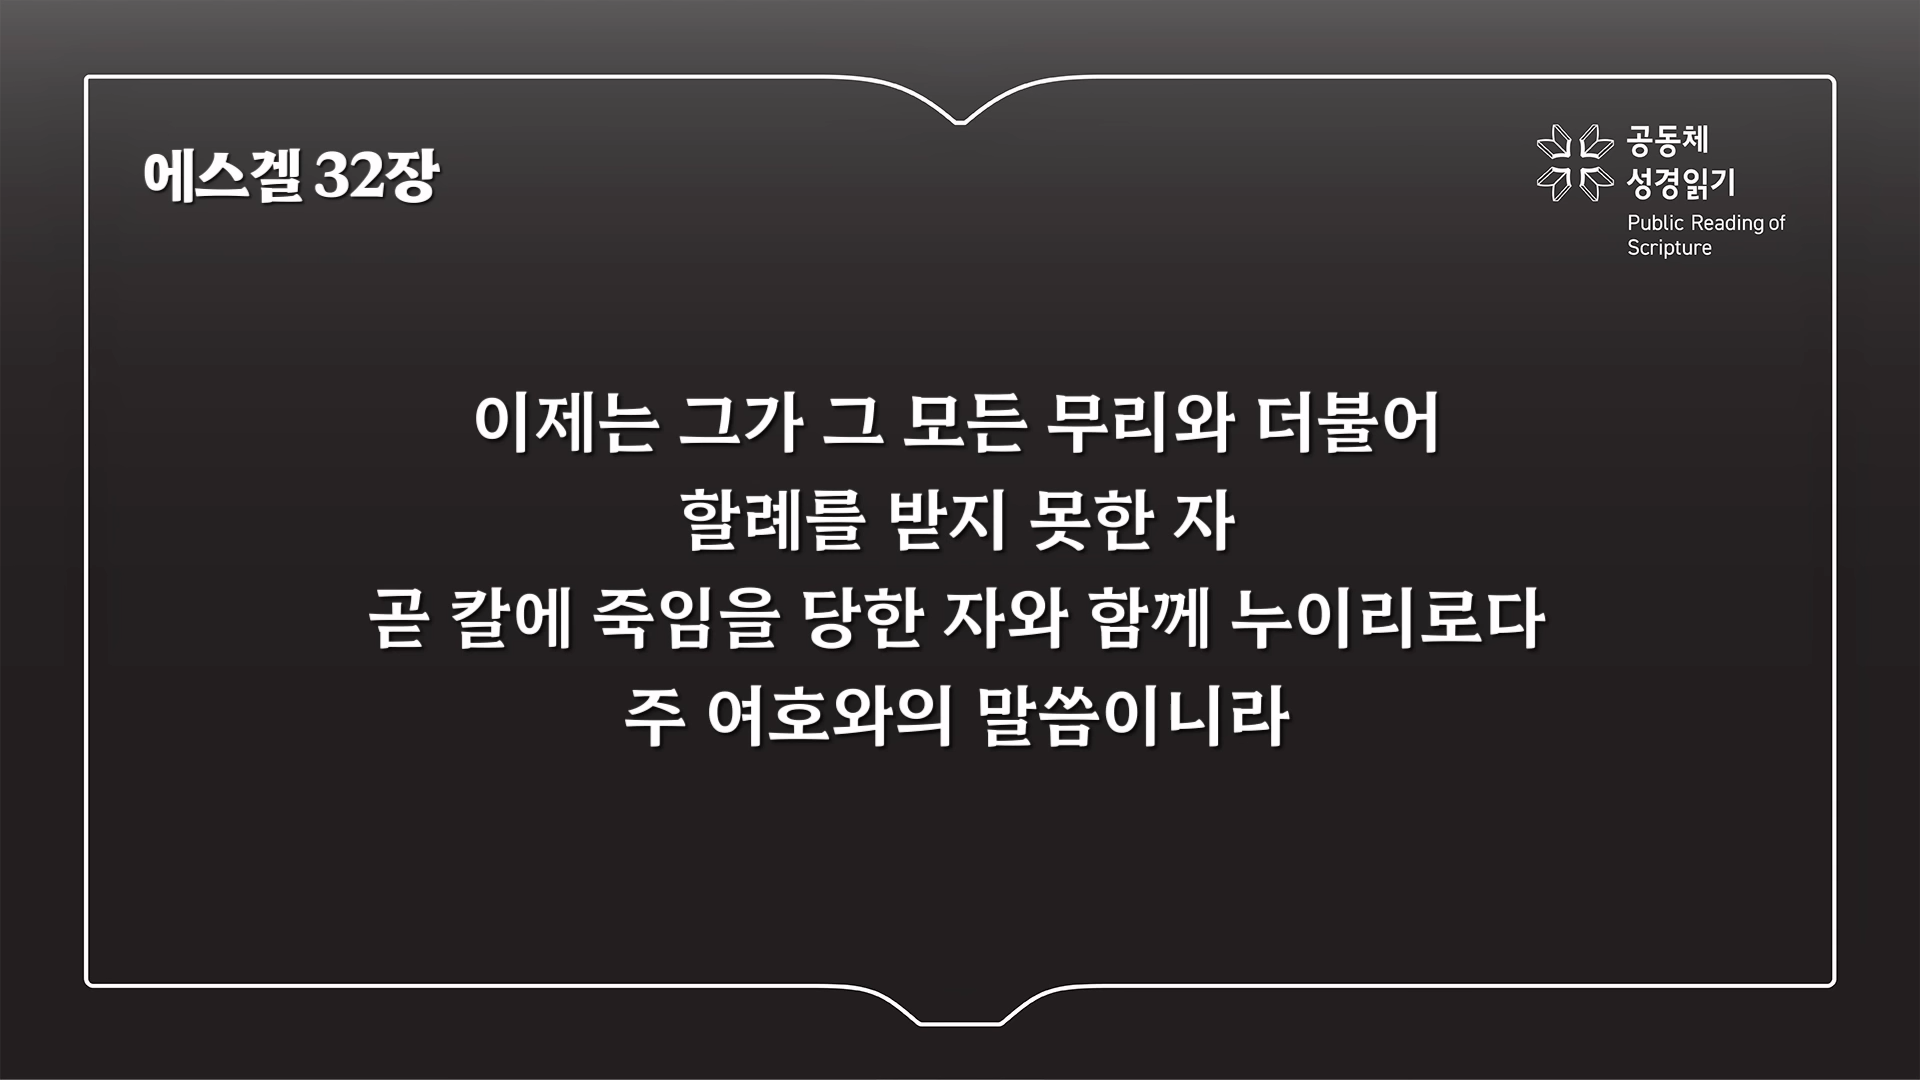 에스겔 32장
공동체
성경읽기
Public Reading of
Scripture
이제는 그가 그 모든 무리와 더불어
할례를 받지 못한 자
곧 칼에 죽임을 당한 자와 함께 누이리로다
주 여호와의 말씀이니라